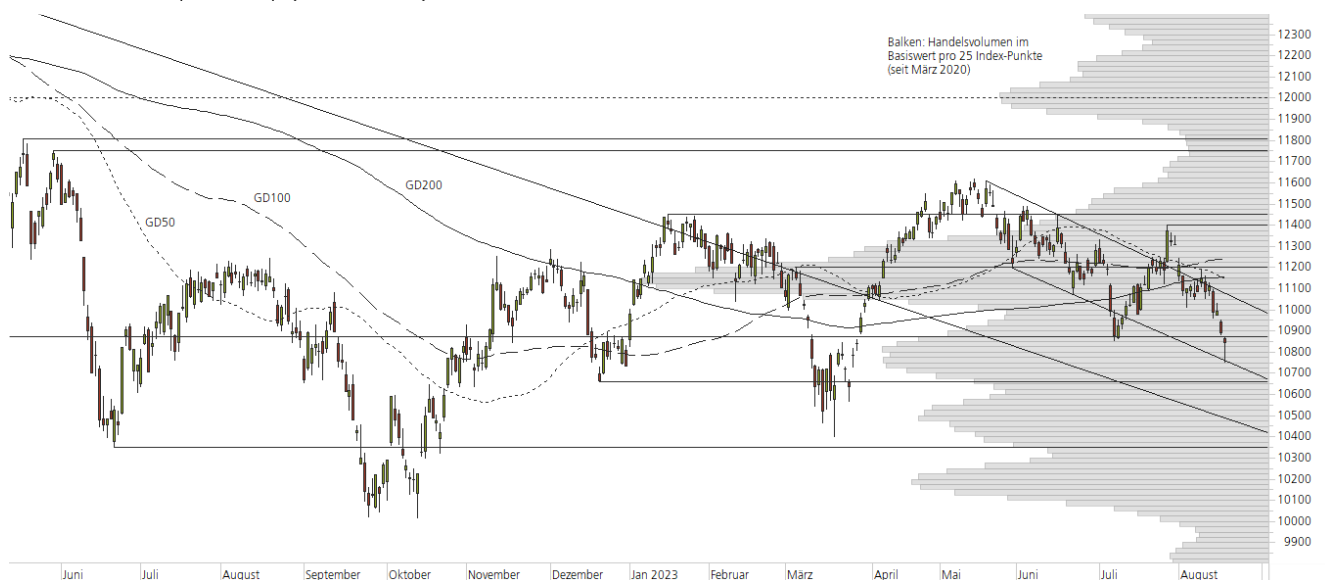 Balken: Handelsvolumen im
Basiswert pro 25 Index-Punkte
(seit März 2020)
12300
12200
12100
12000
11900
11800
11700
11600
11500
11400
11300
11200
11100
11000
10900
10800
10700
10600
10500
10400
10300
10200
10100
10000
9900
GD200
GD100
GD50
Juni
Juli
August
September
Oktober
November
Dezember
Jan 2023
Februar
März
April
Mai
Juni
Juli
August